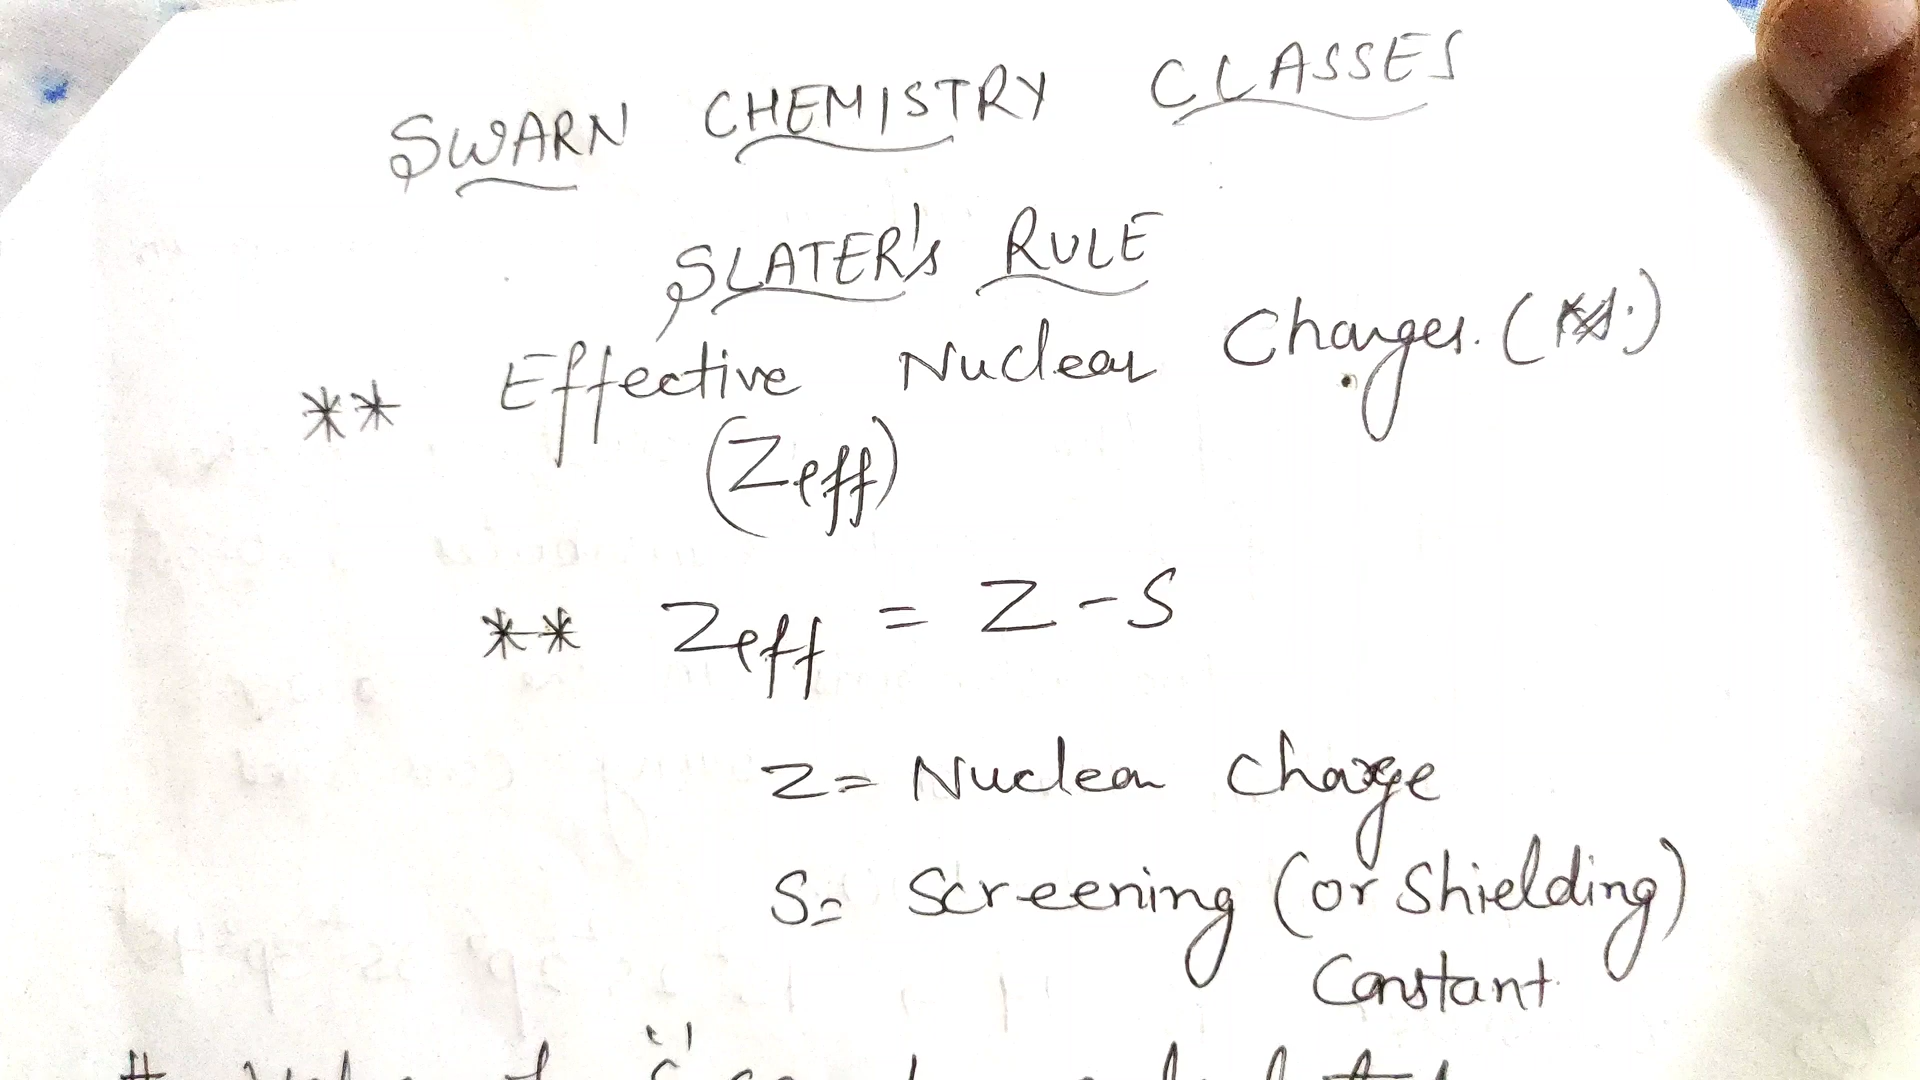 SWARN CHEMISTRY CLASSES
SLATER's RULE
** Effective Nuclear Charges.
(Zeff)
** Zeff = Z - S
Z = Nuclear Charge
S = Screening (or Shielding)
Constant